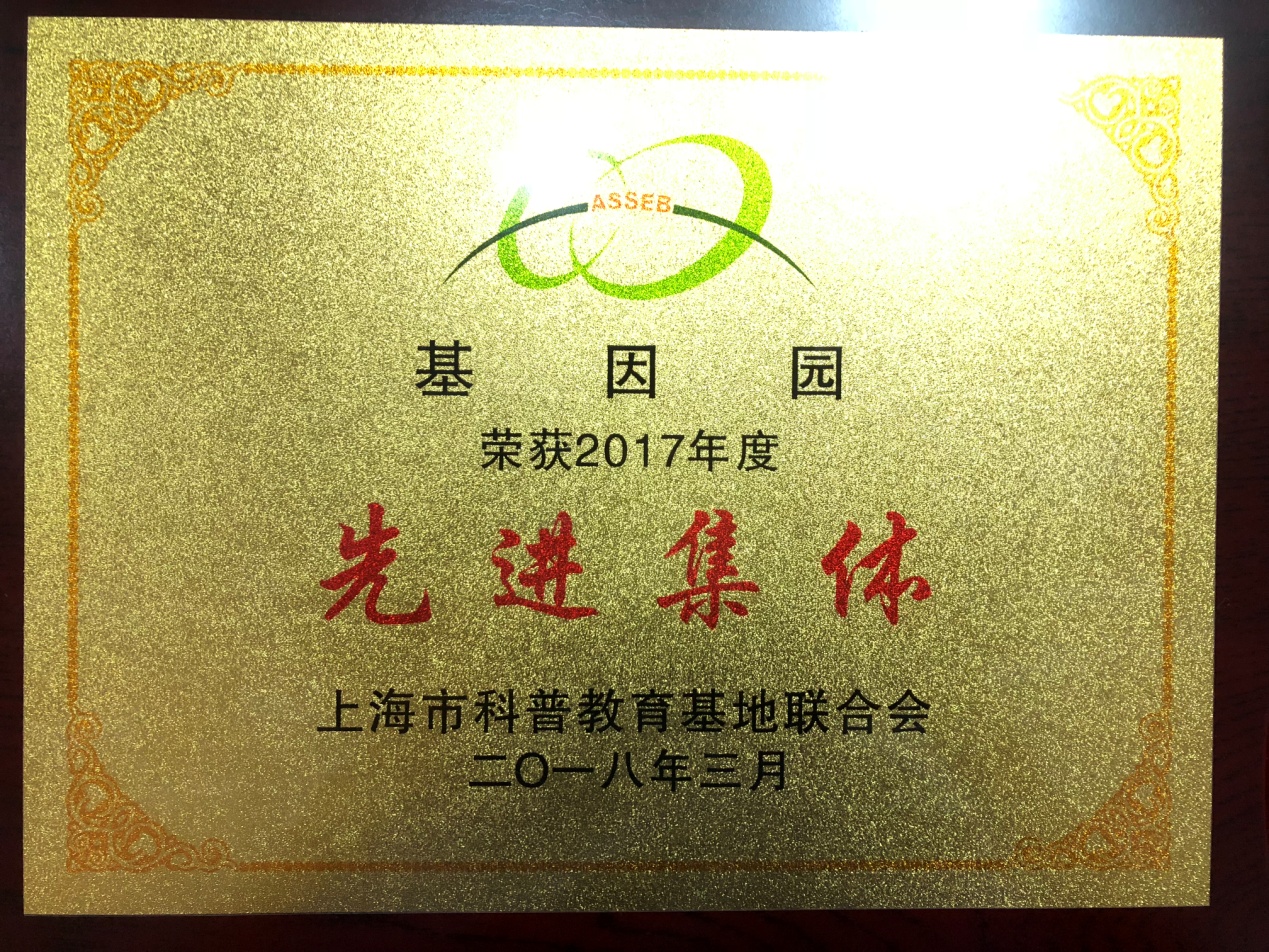 ASSEB
基因园
荣获2017年度
先进集体
上海市科普教育基地联合会
二〇一八年三月